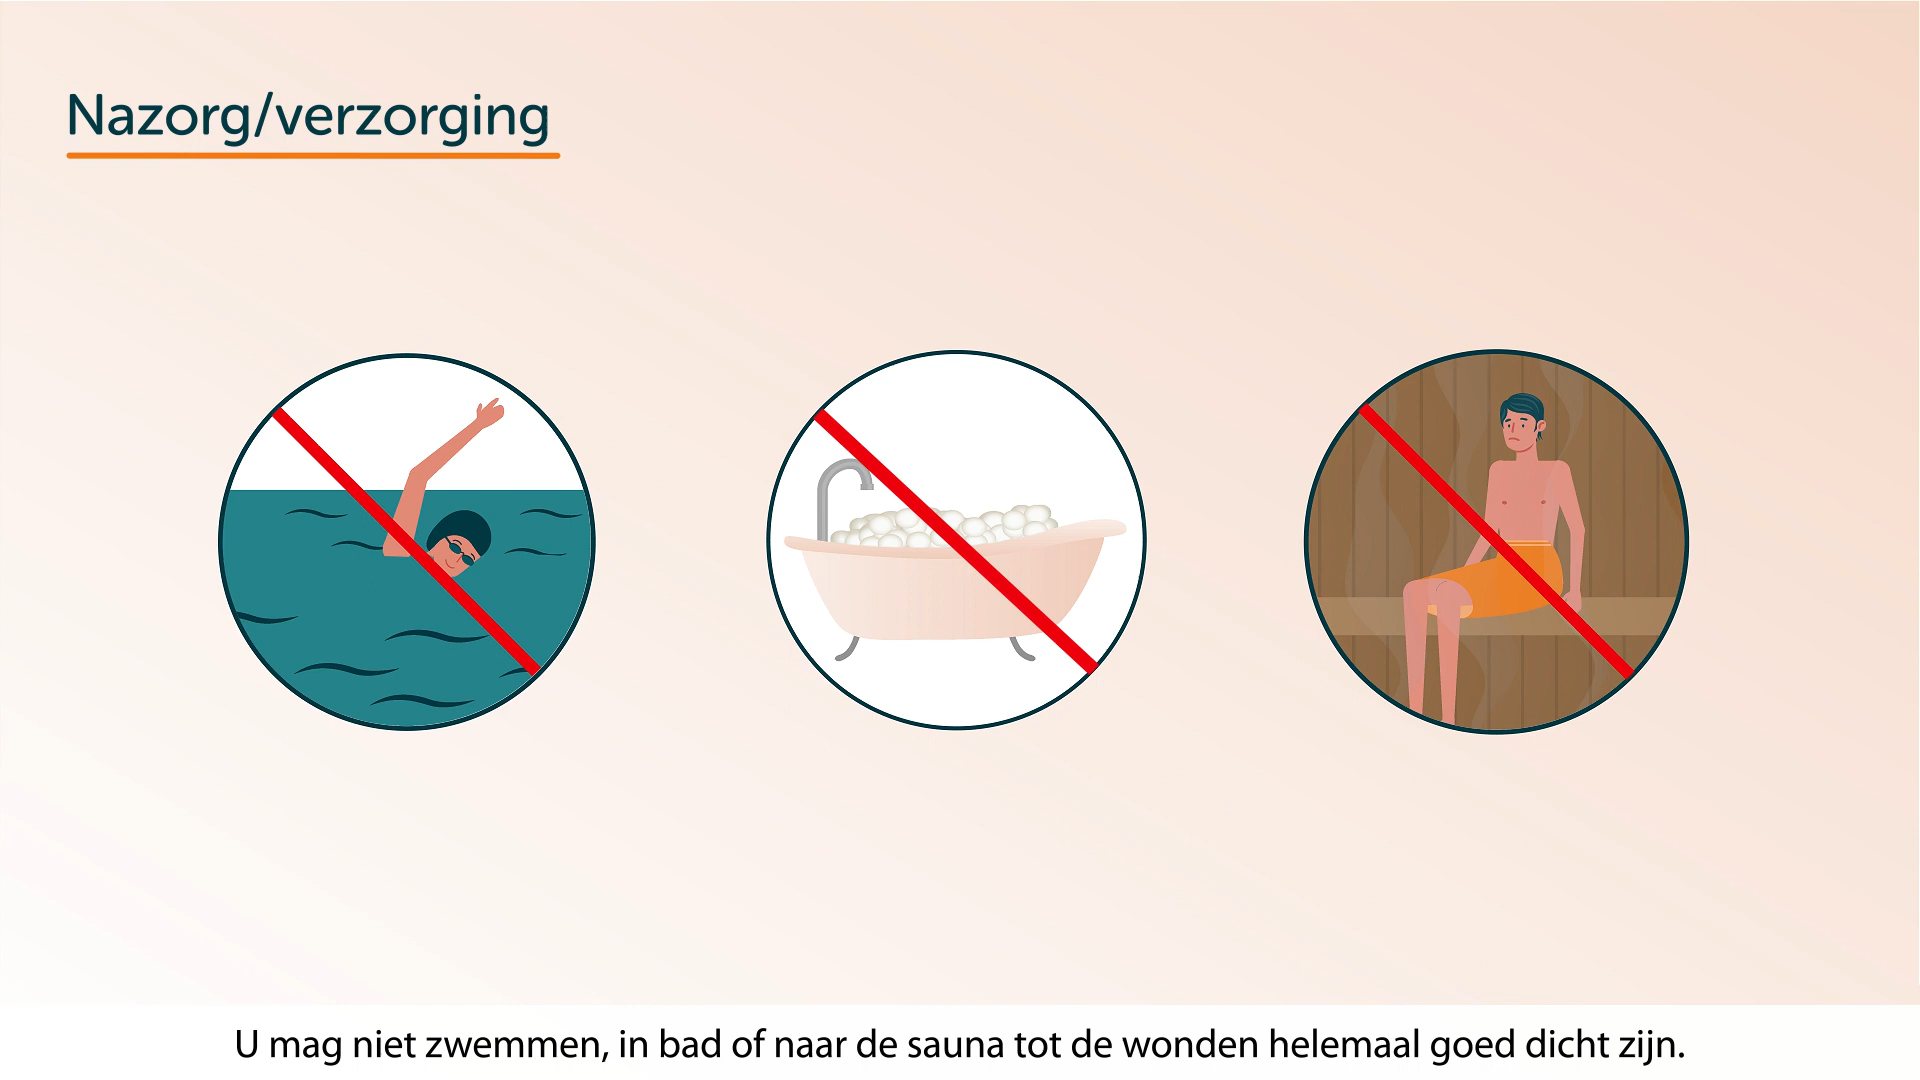 Nazorg/verzorging
U mag niet zwemmen, in bad of naar de sauna tot de wonden helemaal goed dicht zijn.